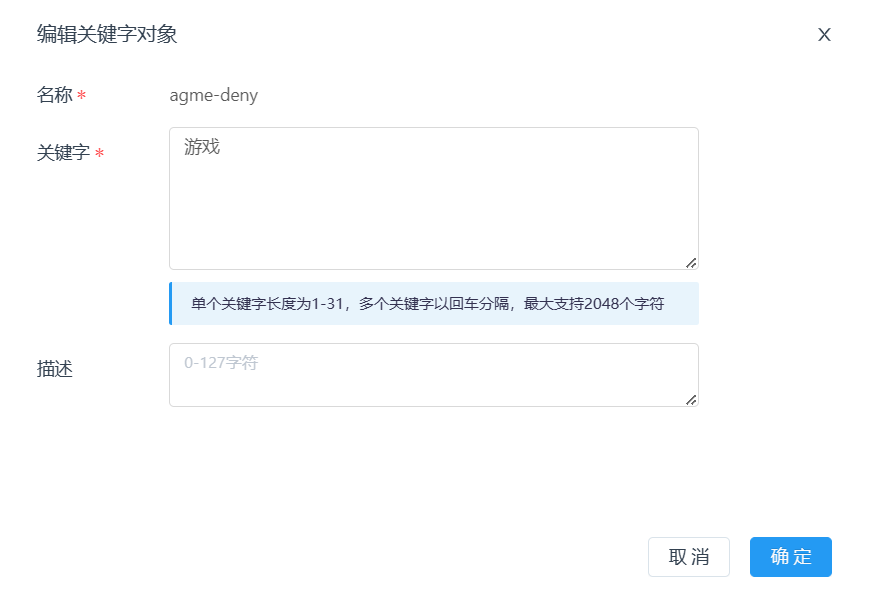 编辑关键字对象 X
名称 * agme-deny
关键字 * 游戏
单个关键字长度为1-31，多个关键字以回车分隔，最大支持2048个字符
描述 0-127字符
取 消 确 定